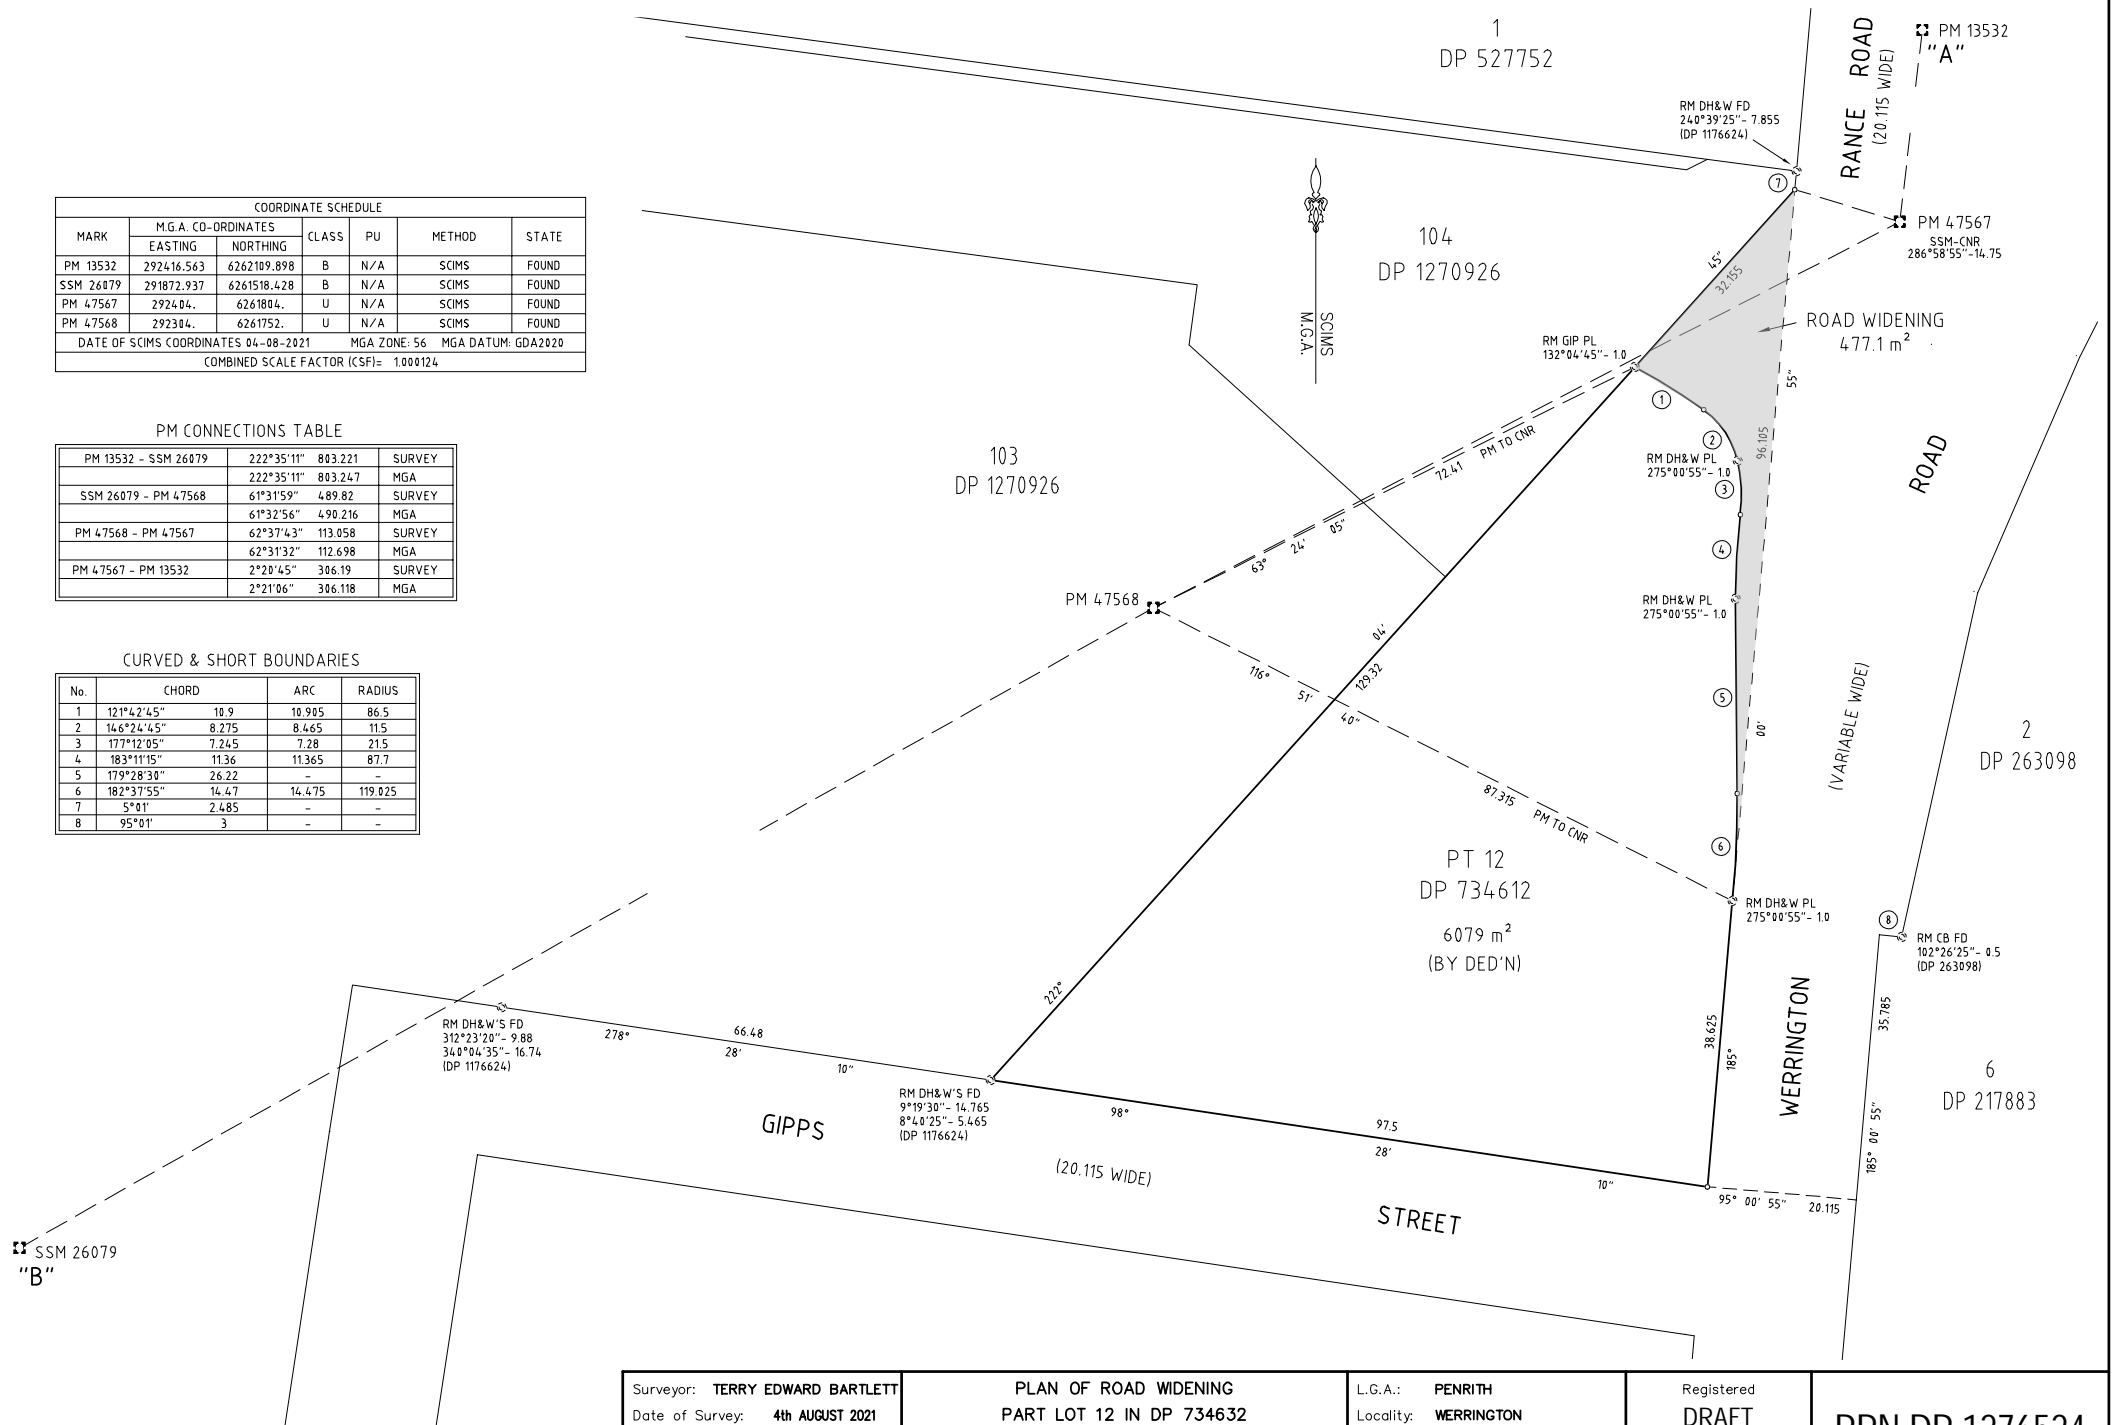 1
DP 527752
PM 13532
"A"
RANCE ROAD
(20.115 WIDE)
RM DH&W FD
240°39'25"- 7.855
(DP 1176624)
7
PM 47567
SSM-CNR
286°58'55"-14.75
COORDINATE SCHEDULE
MARK M.G.A. CO-ORDINATES CLASS PU METHOD STATE
EASTING NORTHING
PM 13532 292416.563 6262109.898 B N/A SCIMS FOUND
SSM 26079 291872.937 6261518.428 B N/A SCIMS FOUND
PM 47567 292404. 6261804. U N/A SCIMS FOUND
PM 47568 292304. 6261752. U N/A SCIMS FOUND
DATE OF SCIMS COORDINATES 04-08-2021 MGA ZONE: 56 MGA DATUM: GDA2020
COMBINED SCALE FACTOR (CSF)= 1.000124
104
DP 1270926
SCIMS
M.G.A.
45"
32.155
ROAD WIDENING
477.1 m²
RM GIP PL
132°04'45"- 1.0
55"
1
PM CONNECTIONS TABLE
PM 13532 - SSM 26079 222°35'11" 803.221 SURVEY
222°35'11" 803.247 MGA
SSM 26079 - PM 47568 61°31'59" 489.82 SURVEY
61°32'56" 490.216 MGA
PM 47568 - PM 47567 62°37'43" 113.058 SURVEY
62°31'32" 112.698 MGA
PM 47567 - PM 13532 2°20'45" 306.19 SURVEY
2°21'06" 306.118 MGA
103
DP 1270926
72.41
PM TO CNR
63° 24' 05"
2
96.105
RM DH&W PL
275°00'55"- 1.0
3
ROAD
4
PM 47568
RM DH&W PL
275°00'55"- 1.0
04'
129.32
116° 51' 40"
5
00'
(VARIABLE WIDE)
2
DP 263098
CURVED & SHORT BOUNDARIES
No. CHORD ARC RADIUS
1 121°42'45" 10.9 10.905 86.5
2 146°24'45" 8.275 8.465 11.5
3 177°12'05" 7.245 7.28 21.5
4 183°11'15" 11.36 11.365 87.7
5 179°28'30" 26.22 - -
6 182°37'55" 14.47 14.475 119.025
7 5°01' 2.485 - -
8 95°01' 3 - -
87.315
PM TO CNR
6
PT 12
DP 734612
6079 m²
(BY DED'N)
RM DH&W PL
275°00'55"- 1.0
8
RM CB FD
102°26'25"- 0.5
(DP 263098)
222°
RM DH&W'S FD
312°23'20"- 9.88
340°04'35"- 16.74
(DP 1176624)
66.48
278° 28' 10"
38.625
185°
WERRINGTON
35.785
185° 00' 55"
6
DP 217883
RM DH&W'S FD
9°19'30"- 14.765
8°40'25"- 5.465
(DP 1176624)
GIPPS
98° 28' 10"
97.5
(20.115 WIDE)
STREET
95° 00' 55" 20.115
SSM 26079
"B"
Surveyor: TERRY EDWARD BARTLETT
Date of Survey: 4th AUGUST 2021
PLAN OF ROAD WIDENING
PART LOT 12 IN DP 734632
L.G.A.: PENRITH
Locality: WERRINGTON
Registered
DRAFT